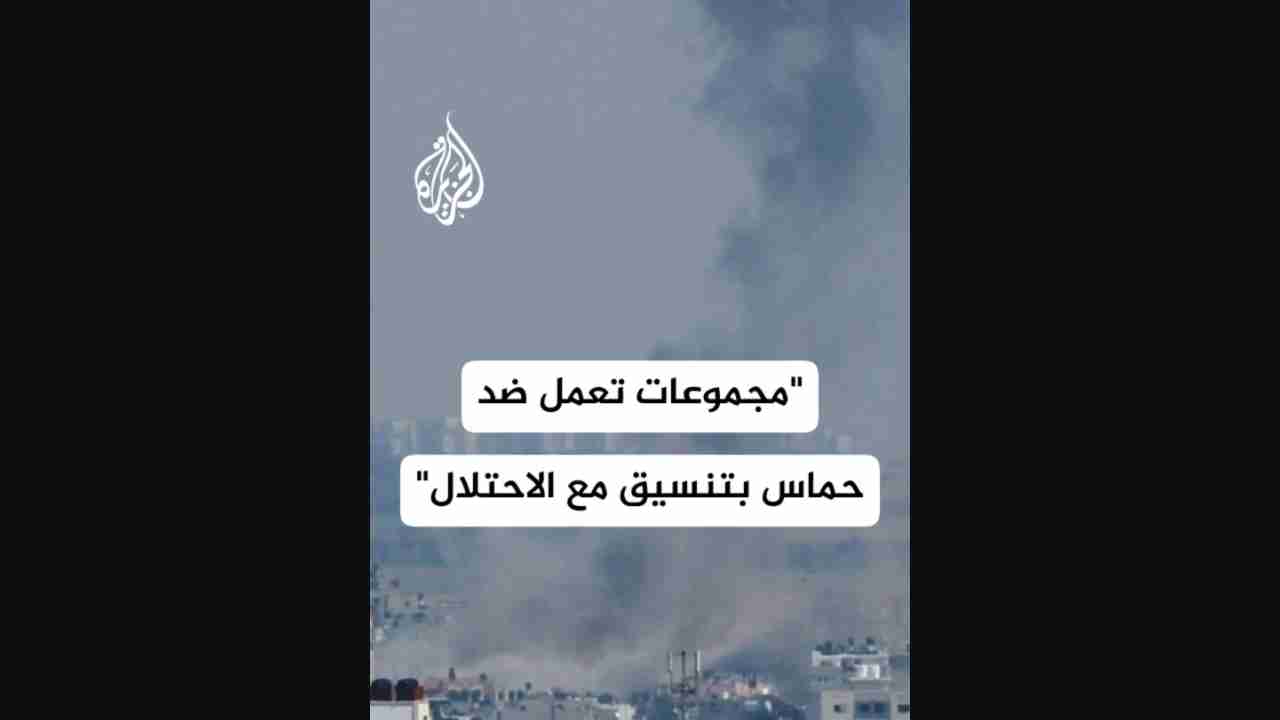 الجزيرة
"مجموعات تعمل ضد
حماس بتنسيق مع الاحتلال"